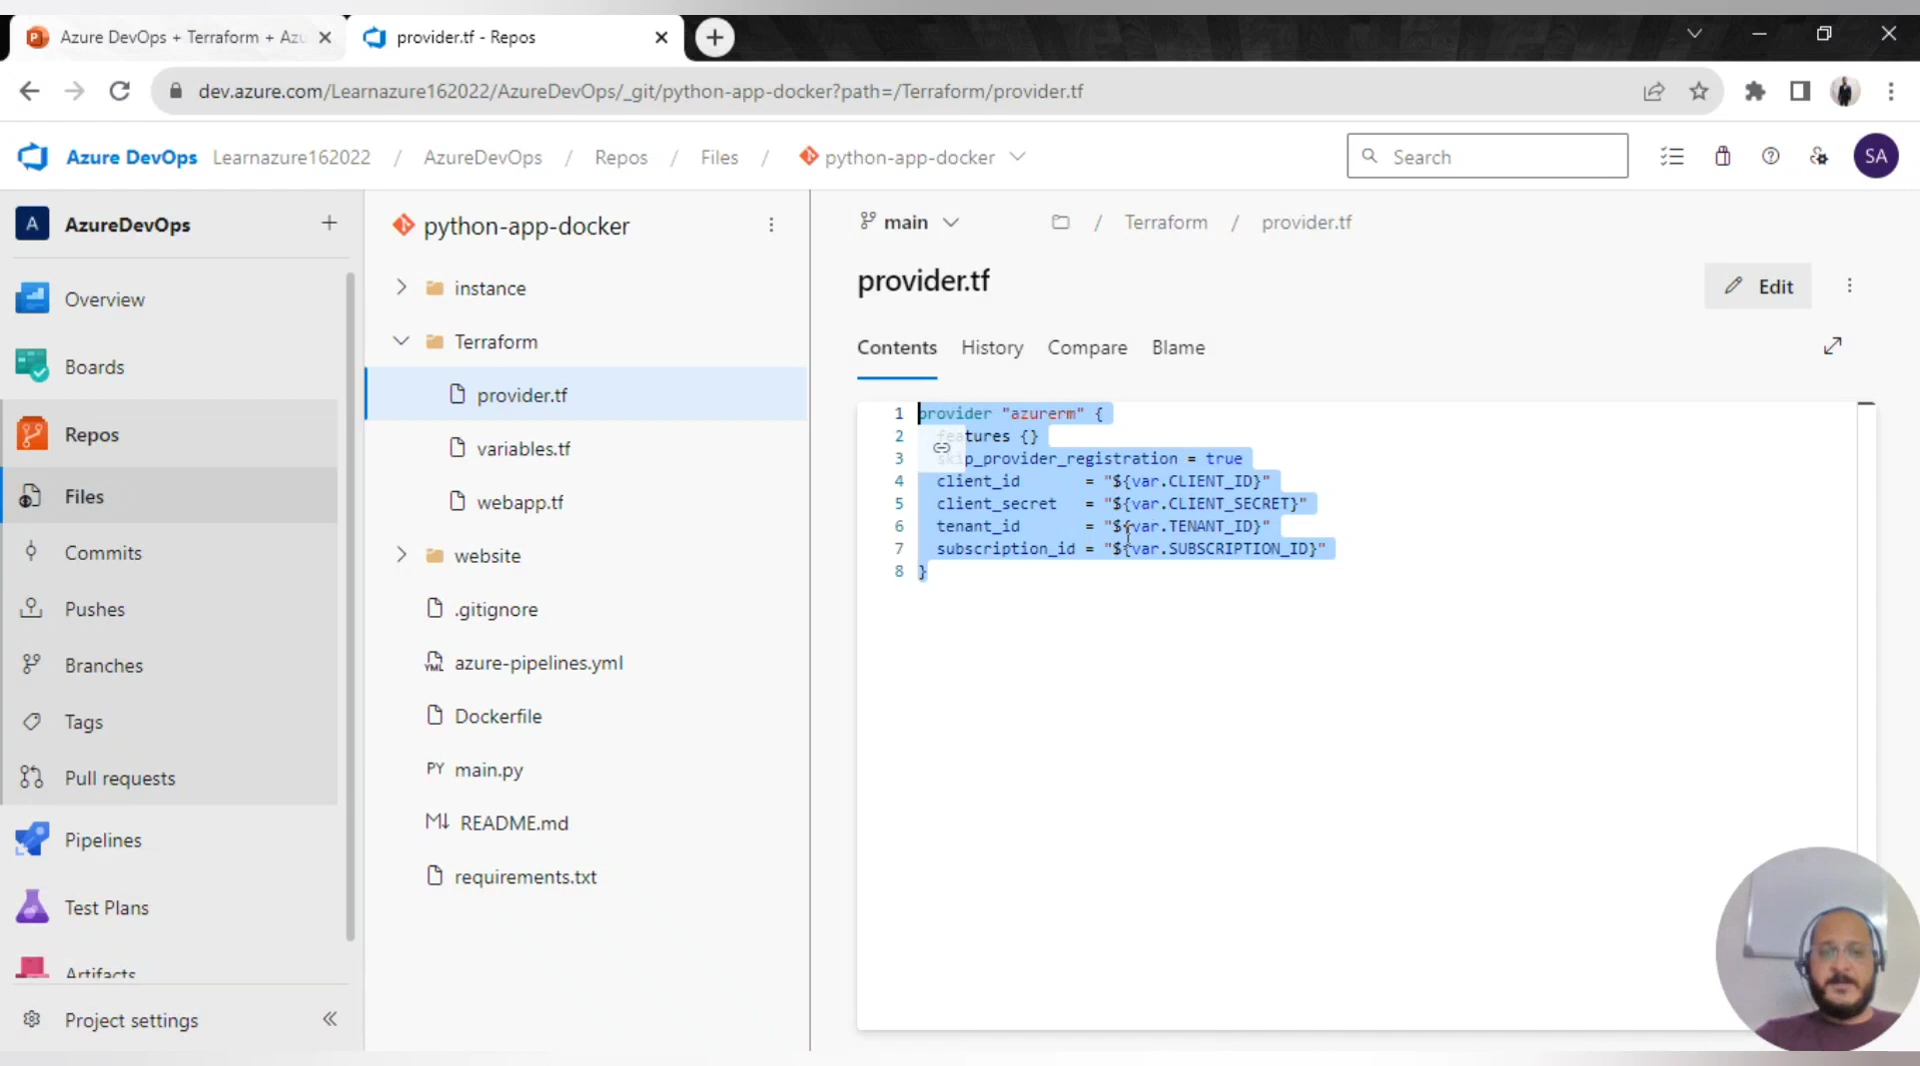 Azure DevOps + Terraform + Azu
provider.tf - Repos
dev.azure.com/Learnazure162022/AzureDevOps/_git/python-app-docker?path=/Terraform/provider.tf
Azure DevOps Learnazure162022 / AzureDevOps / Repos / Files / python-app-docker
Search
SA
A AzureDevOps +
Overview
Boards
Repos
Files
Commits
Pushes
Branches
Tags
Pull requests
Pipelines
Test Plans
Artifacts
Project settings
python-app-docker
instance
Terraform
provider.tf
variables.tf
webapp.tf
website
.gitignore
YML azure-pipelines.yml
Dockerfile
PY main.py
M↓ README.md
requirements.txt
main / Terraform / provider.tf
provider.tf
Edit
Contents History Compare Blame
1 provider "azurerm" {
2 features {}
3 skip_provider_registration = true
4 client_id = "${var.CLIENT_ID}"
5 client_secret = "${var.CLIENT_SECRET}"
6 tenant_id = "${var.TENANT_ID}"
7 subscription_id = "${var.SUBSCRIPTION_ID}"
8 }